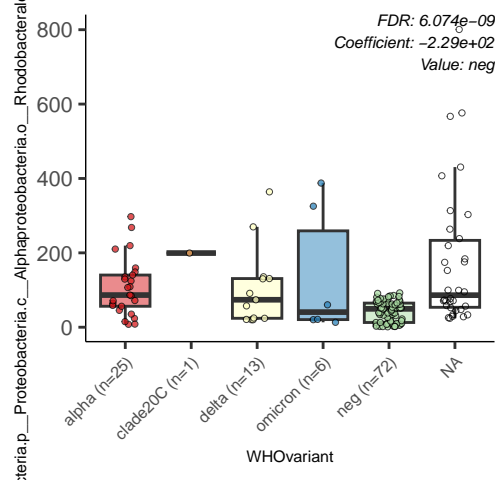 cteria.p__Proteobacteria.c__Alphaproteobacteria.o__Rhodobacterale
FDR: 6.074e−09
Coefficient: −2.29e+02
Value: neg
800
600
400
200
0
alpha (n=25)
clade20C (n=1)
delta (n=13)
omicron (n=6)
neg (n=72)
NA
WHOvariant